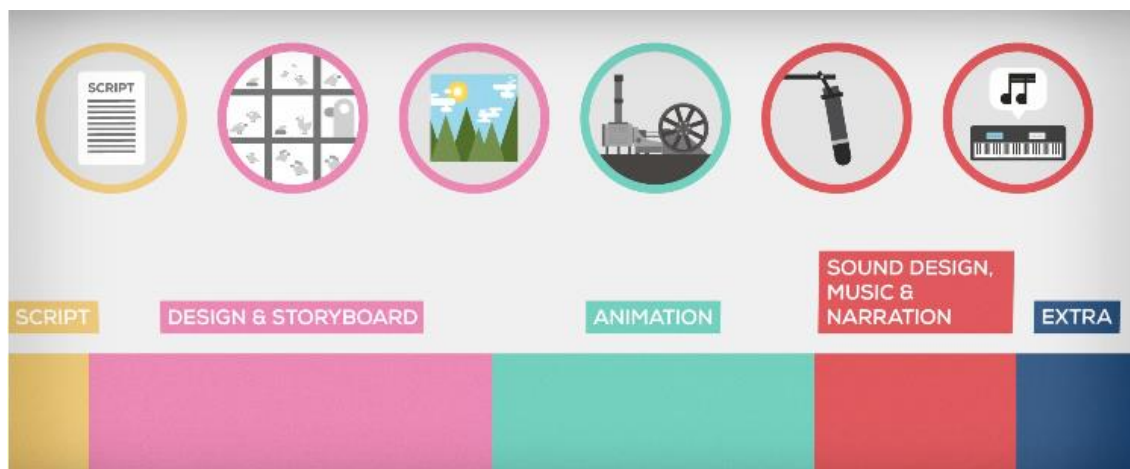 SCRIPT
SCRIPT
DESIGN & STORYBOARD
ANIMATION
SOUND DESIGN,
MUSIC &
NARRATION
EXTRA